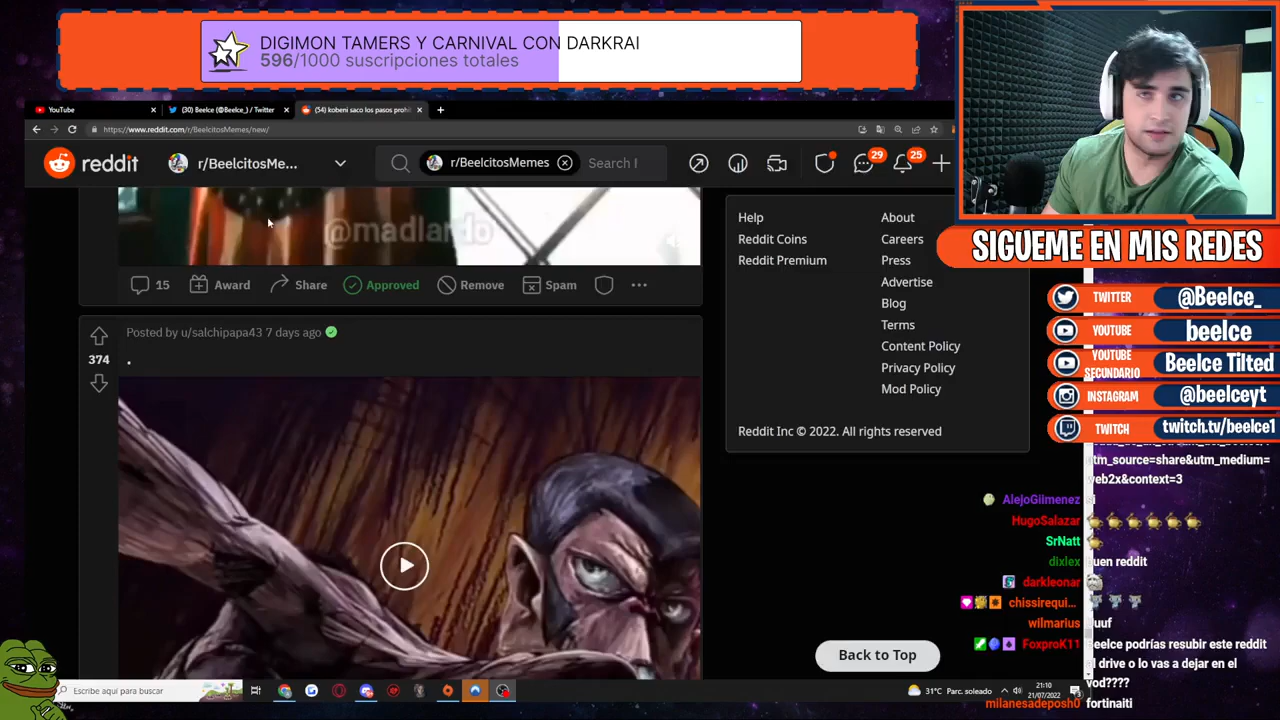 DIGIMON TAMERS Y CARNIVAL CON DARKRAI
596/1000 suscripciones totales
YouTube
(30) Beelce (@Beelce_) / Twitter
(54) kobeni saco los pasos prohi
https://www.reddit.com/r/BeelcitosMemes/new/
reddit
r/BeelcitosMe...
r/BeelcitosMemes
Search
29
25
@madlardo
15
Award
Share
Approved
Remove
Spam
Posted by u/salchipapa43 7 days ago
374
.
Help
About
Reddit Coins
Careers
Reddit Premium
Press
Advertise
Blog
Terms
Content Policy
Privacy Policy
Mod Policy
Reddit Inc © 2022. All rights reserved
Back to Top
SIGUEME EN MIS REDES
TWITTER @Beelce_
YOUTUBE beelce
YOUTUBE SECUNDARIO Beelce Tilted
INSTAGRAM @beelceyt
TWITCH twitch.tv/beelce1
utm_source=share&utm_medium=
web2x&context=3
AlejoGiimenez si
HugoSalazar
SrNatt
dixlex buen reddit
darkleonar
chissirequi...
wilmarius uuf
FoxproK11 Beelce podrías resubir este reddit
al drive o lo vas a dejar en el
vod????
milanesadeposh0 fortinaiti
Escribe aquí para buscar
31°C Parc. soleado
21:10
21/07/2022